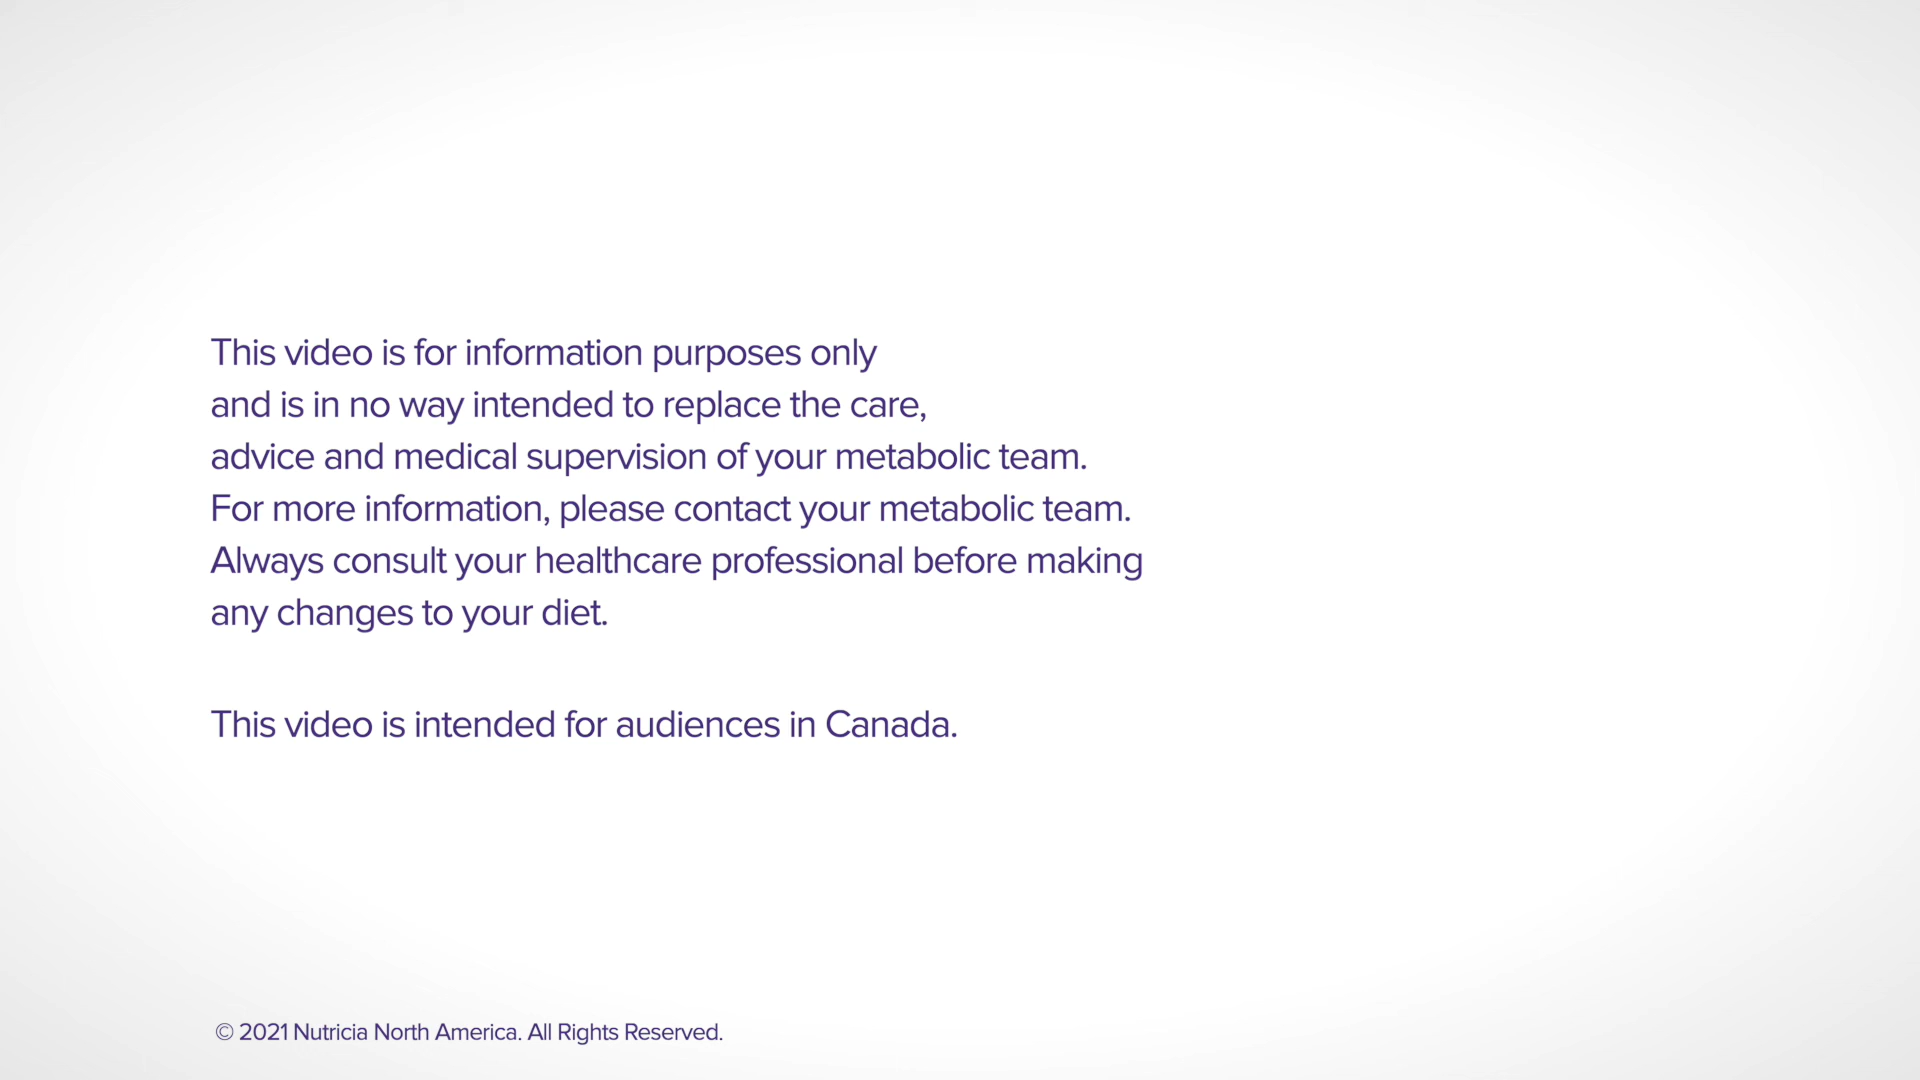 This video is for information purposes only
and is in no way intended to replace the care,
advice and medical supervision of your metabolic team.
For more information, please contact your metabolic team.
Always consult your healthcare professional before making
any changes to your diet.
This video is intended for audiences in Canada.
© 2021 Nutricia North America. All Rights Reserved.